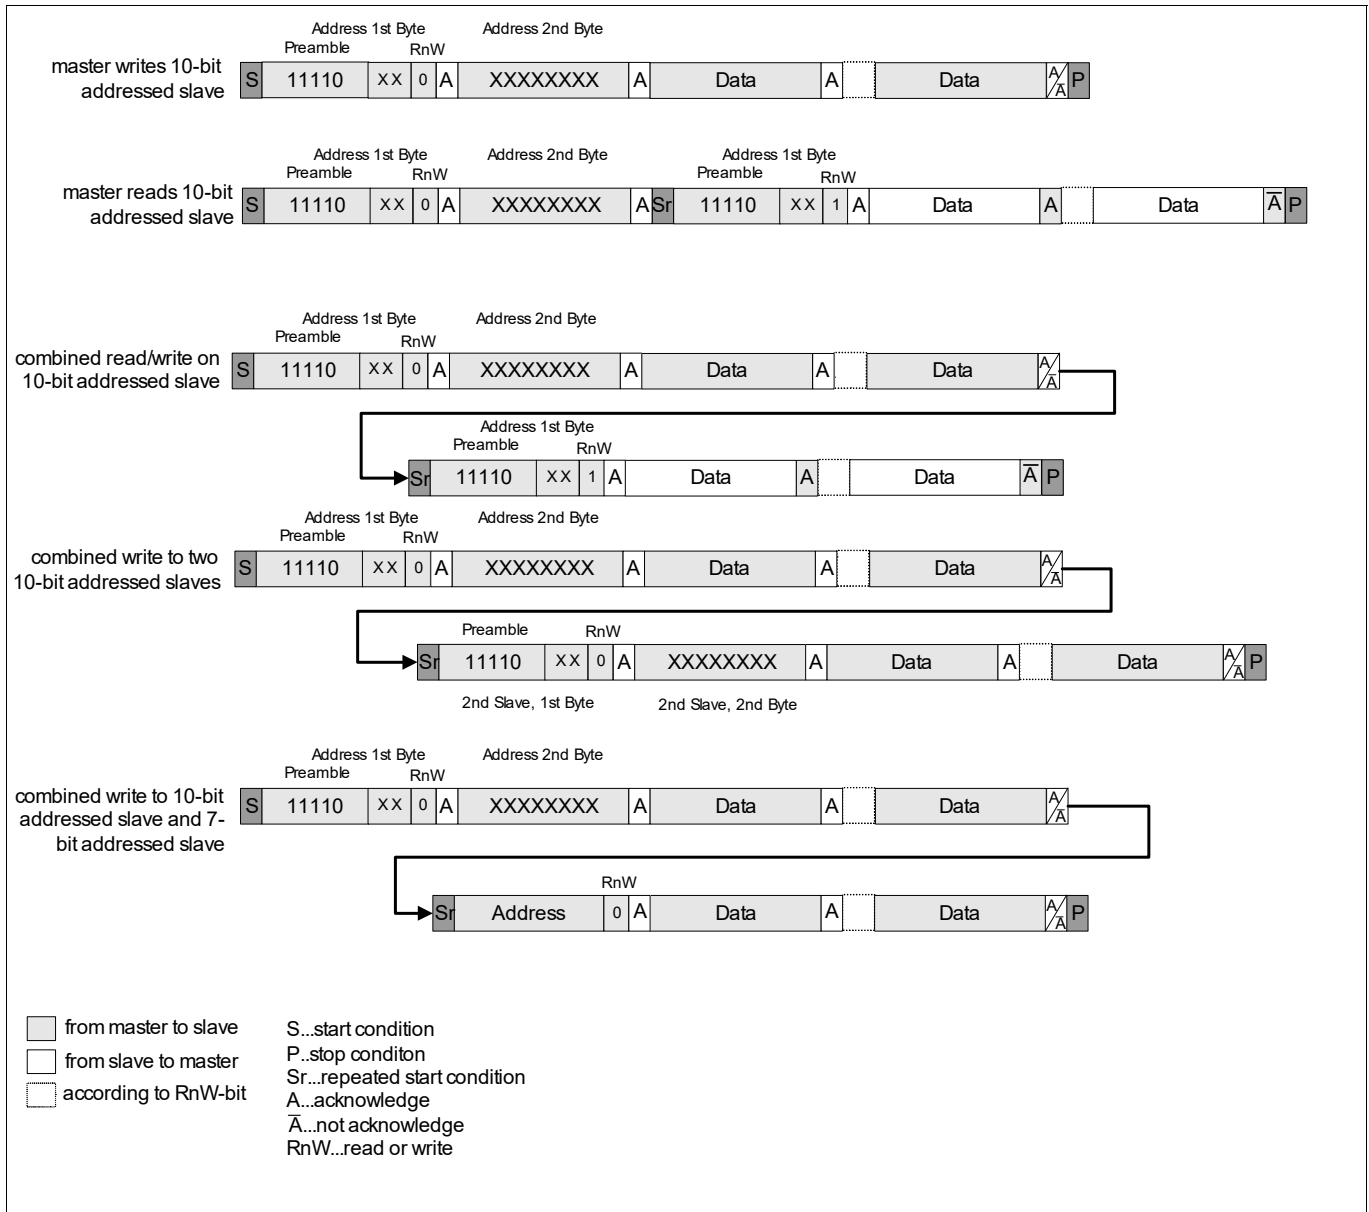 Address 1st Byte Address 2nd Byte
Preamble RnW
master writes 10-bit
addressed slave
S 11110 XX 0 A XXXXXXXX A Data A Data A/A̅ P
Address 1st Byte Address 2nd Byte Address 1st Byte
Preamble RnW Preamble RnW
master reads 10-bit
addressed slave
S 11110 XX 0 A XXXXXXXX A Sr 11110 XX 1 A Data A Data A̅ P
Address 1st Byte Address 2nd Byte
Preamble RnW
combined read/write on
10-bit addressed slave
S 11110 XX 0 A XXXXXXXX A Data A Data A/A̅
Address 1st Byte
Preamble RnW
Sr 11110 XX 1 A Data A Data A̅ P
Address 1st Byte Address 2nd Byte
Preamble RnW
combined write to two
10-bit addressed slaves
S 11110 XX 0 A XXXXXXXX A Data A Data A/A̅
Preamble RnW
Sr 11110 XX 0 A XXXXXXXX A Data A Data A/A̅ P
2nd Slave, 1st Byte 2nd Slave, 2nd Byte
Address 1st Byte Address 2nd Byte
Preamble RnW
combined write to 10-bit
addressed slave and 7-
bit addressed slave
S 11110 XX 0 A XXXXXXXX A Data A Data A/A̅
RnW
Sr Address 0 A Data A Data A/A̅ P
from master to slave
from slave to master
according to RnW-bit
S...start condition
P..stop conditon
Sr...repeated start condition
A...acknowledge
A̅...not acknowledge
RnW...read or write